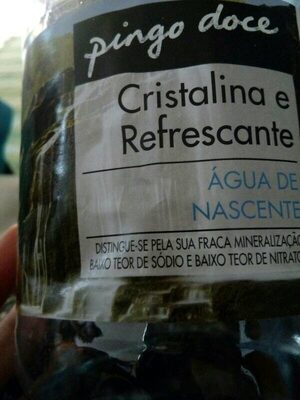 pingo doce
Cristalina e
Refrescante
ÁGUA DE
NASCENTE
DISTINGUE-SE PELA SUA FRACA MINERALIZAÇÃO
BAIXO TEOR DE SÓDIO E BAIXO TEOR DE NITRATO